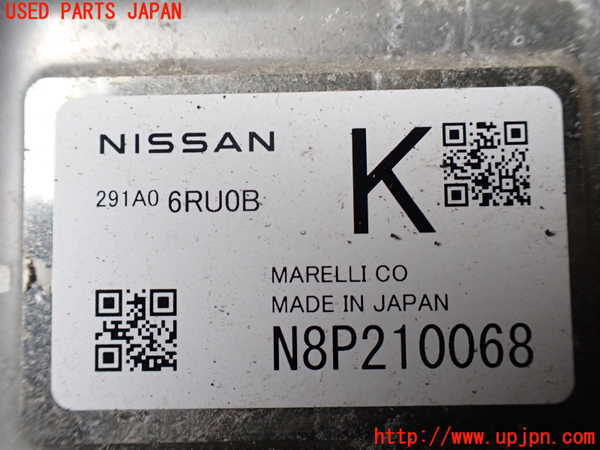 USED PARTS JAPAN
NISSAN
K
291A0 6RU0B
MARELLI CO
MADE IN JAPAN
N8P210068
http://www.upjpn.com/